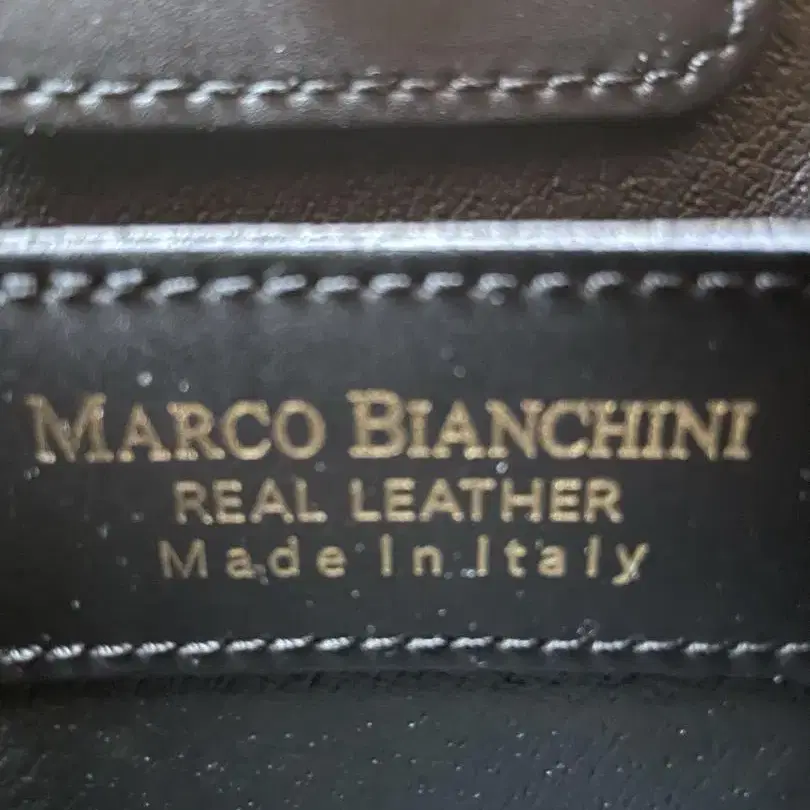 MARCO BIANCHINI
REAL LEATHER
Made In Italy